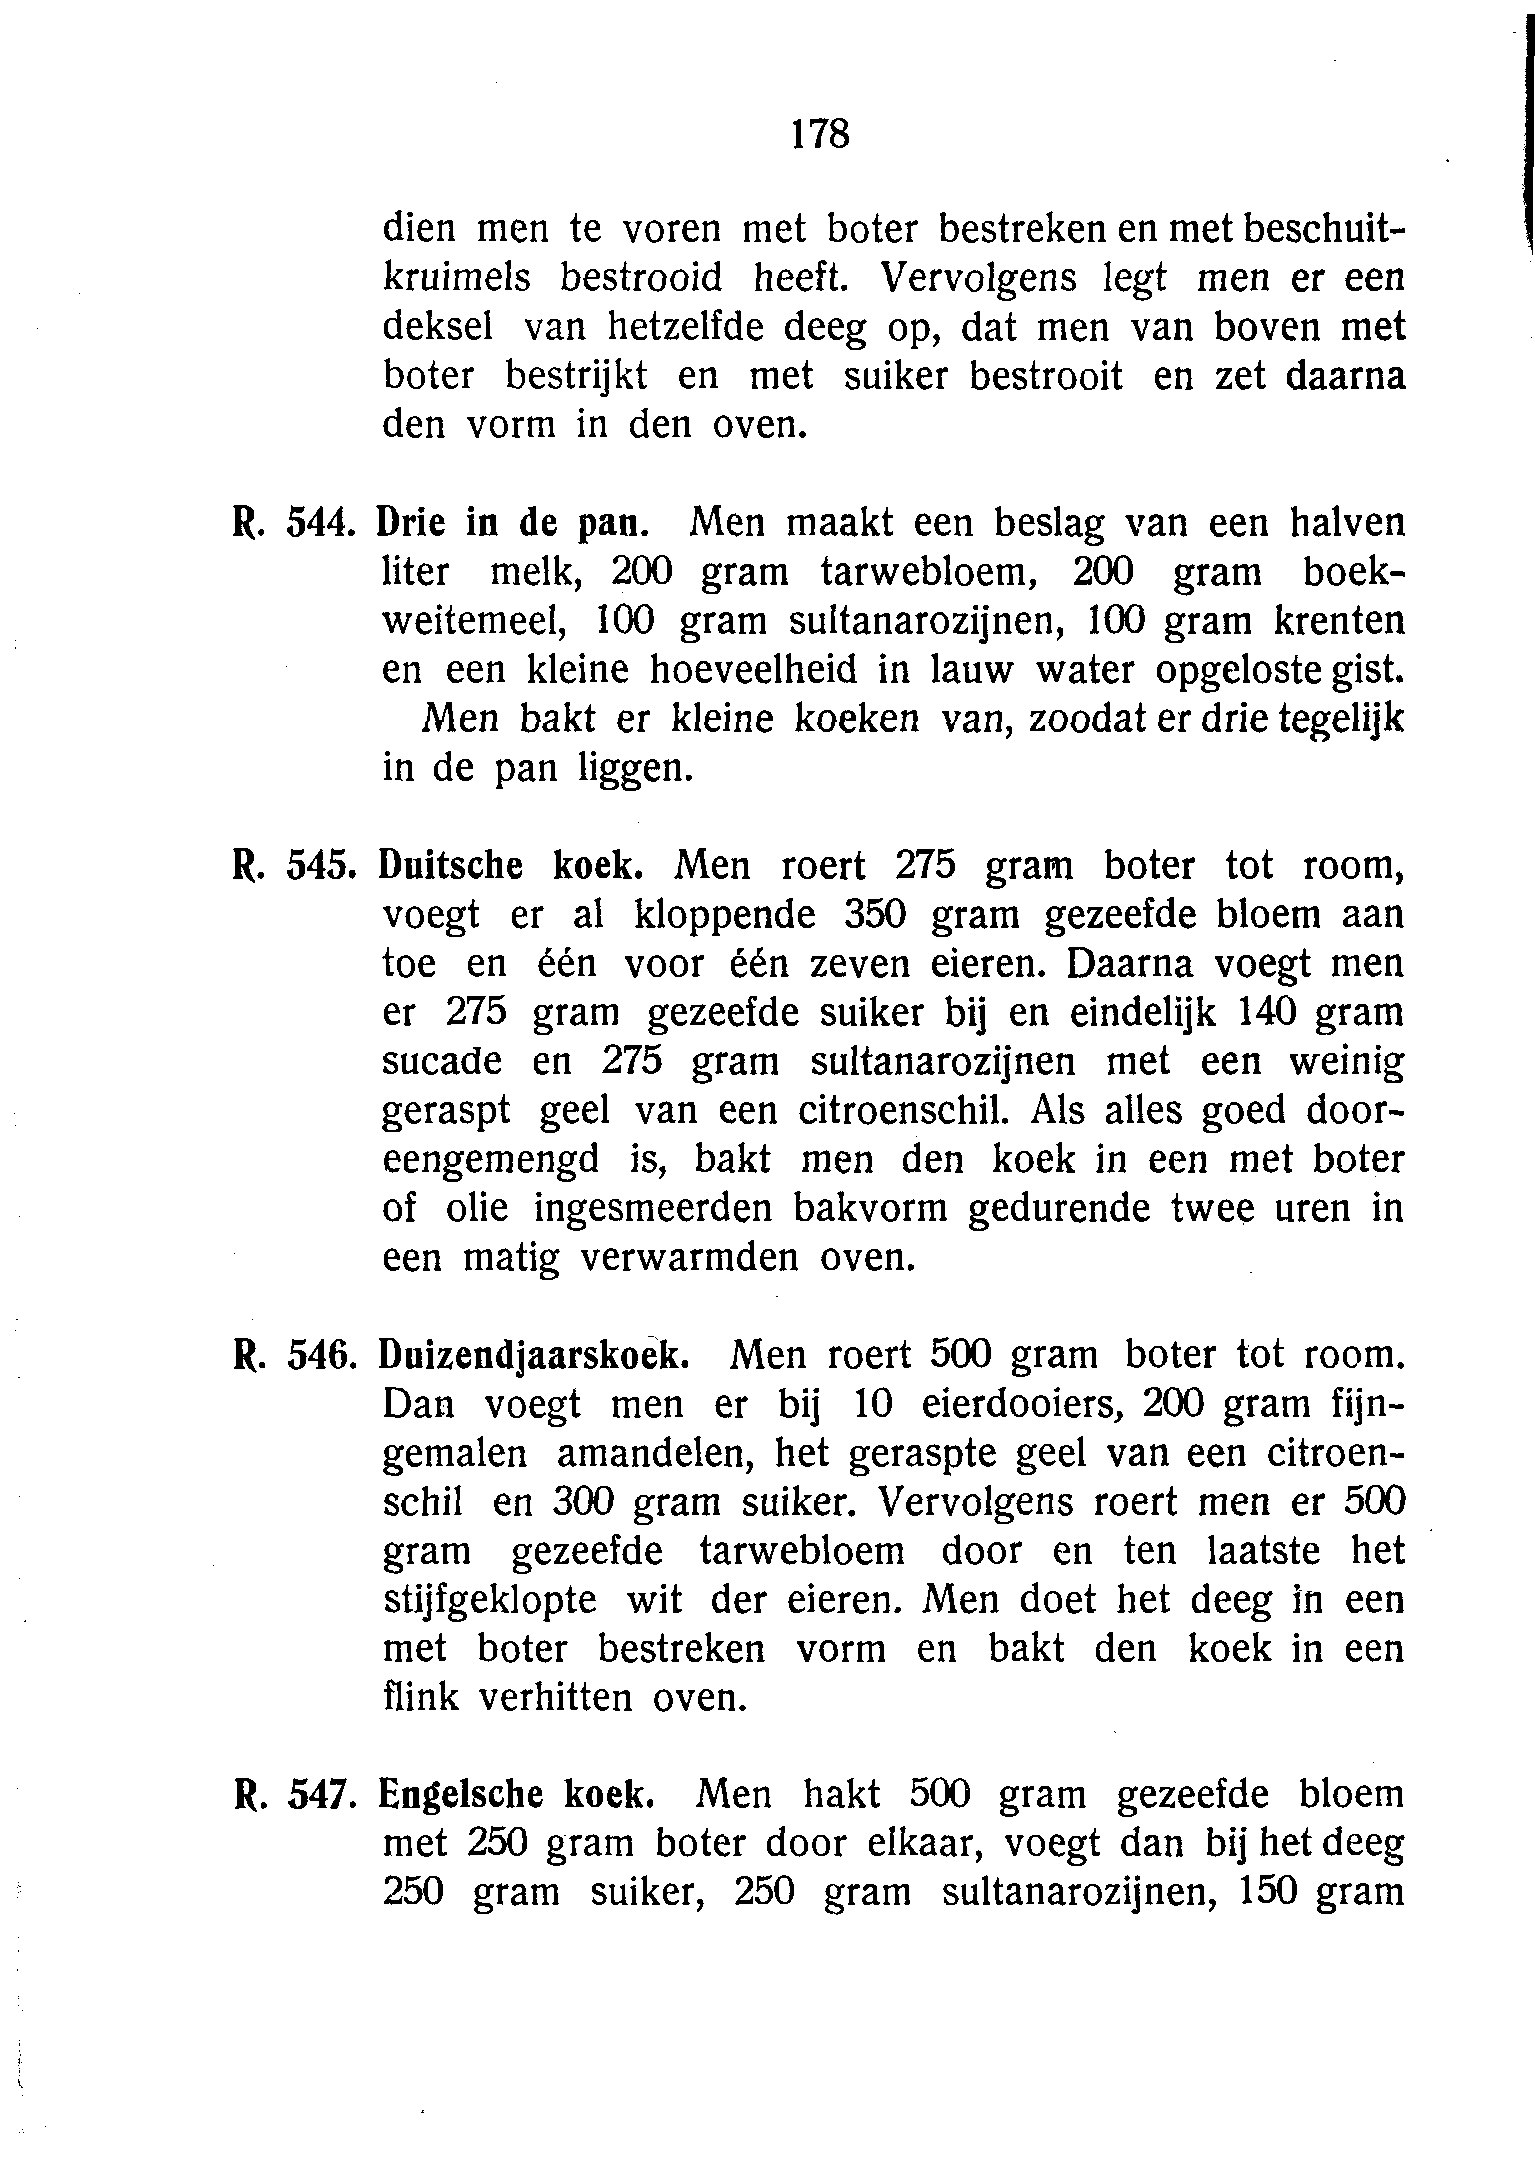 178
dien men te voren met boter bestreken en met beschuit-
kruimels bestrooid heeft. Vervolgens legt men er een
deksel van hetzelfde deeg op, dat men van boven met
boter bestrijkt en met suiker bestrooit en zet daarna
den vorm in den oven.
R. 544. Drie in de pan. Men maakt een beslag van een halven
liter melk, 200 gram tarwebloem, 200 gram boek-
weitemeel, 100 gram sultanarozijnen, 100 gram krenten
en een kleine hoeveelheid in lauw water opgeloste gist.
Men bakt er kleine koeken van, zoodat er drie tegelijk
in de pan liggen.
R. 545. Duitsche koek. Men roert 275 gram boter tot room,
voegt er al kloppende 350 gram gezeefde bloem aan
toe en één voor één zeven eieren. Daarna voegt men
er 275 gram gezeefde suiker bij en eindelijk 140 gram
sucade en 275 gram sultanarozijnen met een weinig
geraspt geel van een citroenschil. Als alles goed door-
eengemengd is, bakt men den koek in een met boter
of olie ingesmeerden bakvorm gedurende twee uren in
een matig verwarmden oven.
R. 546. Duizendjaarskoek. Men roert 500 gram boter tot room.
Dan voegt men er bij 10 eierdooiers, 200 gram fijn-
gemalen amandelen, het geraspte geel van een citroen-
schil en 300 gram suiker. Vervolgens roert men er 500
gram gezeefde tarwebloem door en ten laatste het
stijfgeklopte wit der eieren. Men doet het deeg in een
met boter bestreken vorm en bakt den koek in een
flink verhitten oven.
R. 547. Engelsche koek. Men hakt 500 gram gezeefde bloem
met 250 gram boter door elkaar, voegt dan bij het deeg
250 gram suiker, 250 gram sultanarozijnen, 150 gram